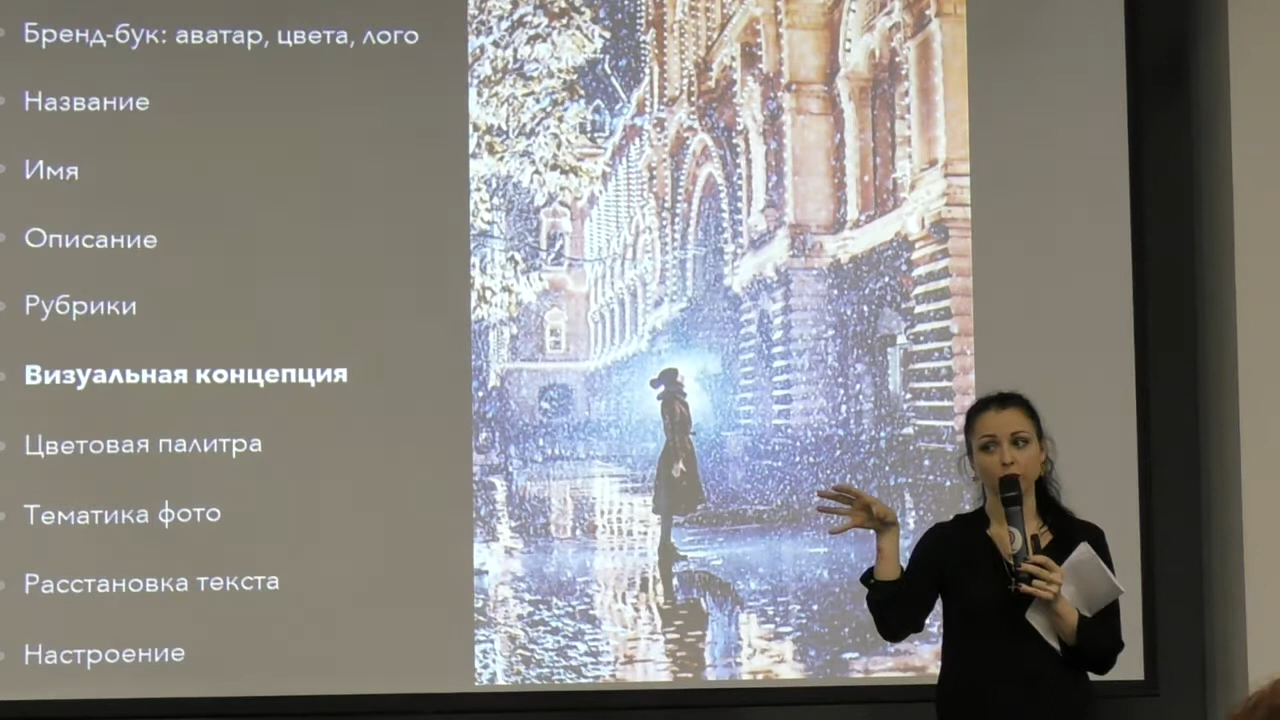 Бренд-бук: аватар, цвета, лого
Название
Имя
Описание
Рубрики
Визуальная концепция
Цветовая палитра
Тематика фото
Расстановка текста
Настроение